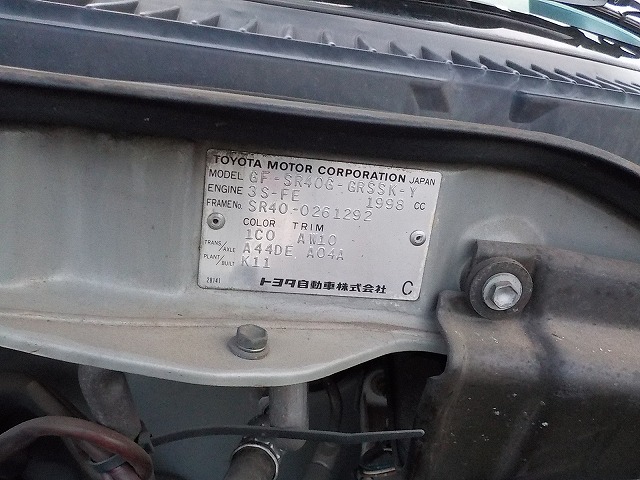 TOYOTA MOTOR CORPORATION JAPAN
MODEL GF-SR40G-GRSSK-Y
ENGINE 3S-FE 1998 CC
FRAME No. SR40-0261292
COLOR TRIM
1C0 AW10
TRANS/AXLE A44DE A04A
PLANT/BUILT K11
28141 トヨタ自動車株式会社 C